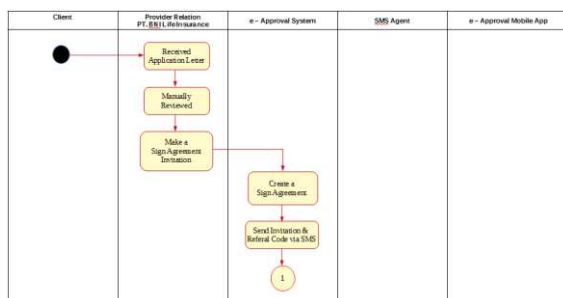 Client
Provider Relation
PT. BNI Life Insurance
e – Approval System
SMS Agent
e – Approval Mobile App
Received
Application Letter
Manually
Reviewed
Make a
Sign Agreement
Invitation
Create a
Sign Agreement
Send Invitation &
Referal Code via SMS
1